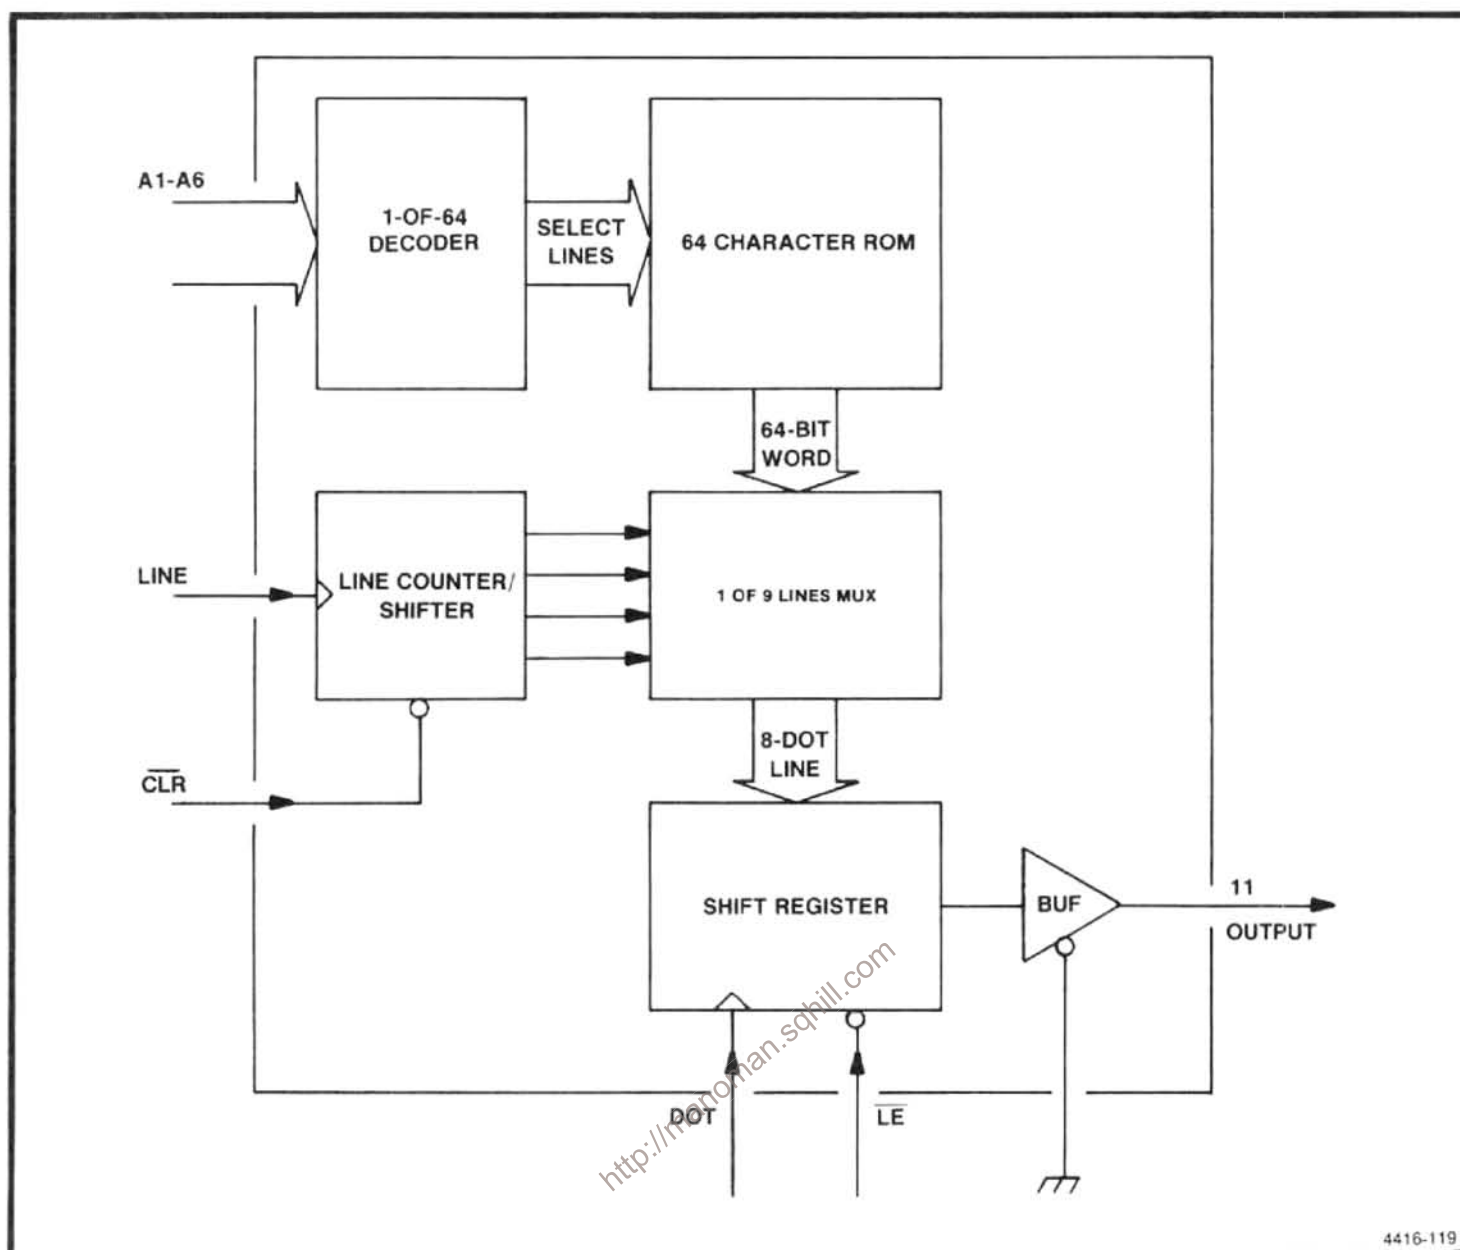 A1-A6
1-OF-64
DECODER
SELECT
LINES
64 CHARACTER ROM
64-BIT
WORD
LINE
LINE COUNTER/
SHIFTER
1 OF 9 LINES MUX
C̅L̅R̅
8-DOT
LINE
SHIFT REGISTER
BUF
11
OUTPUT
DOT
L̅E̅
http://manoman.sqhill.com
4416-119